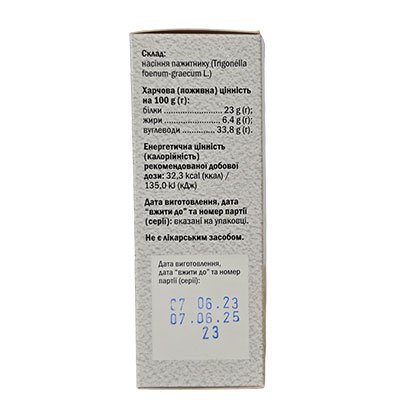 Склад:
насіння пажитнику (Trigonella
foenum-graecum L.)
Харчова (поживна) цінність
на 100 g (г):
білки ........................ 23 g (г);
жири ........................ 6,4 g (г);
вуглеводи .............. 33,8 g (г).
Енергетична цінність
(калорійність)
рекомендованої добової
дози: 32,3 kcal (ккал) /
135,0 kJ (кДж)
Дата виготовлення, дата
"вжити до" та номер партії
(серії): вказані на упаковці.
Не є лікарським засобом.
Дата виготовлення,
дата "вжити до" та номер
партії (серії):
07 06.23
07.06.25
23